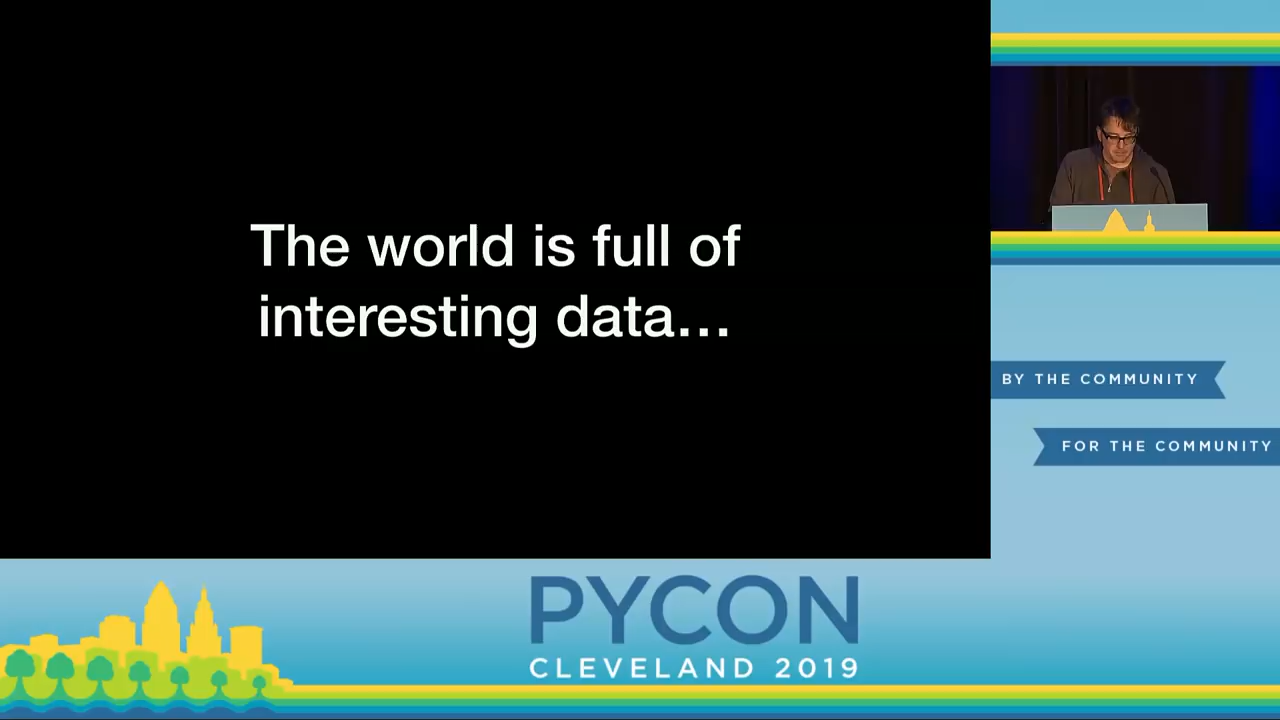 The world is full of
interesting data…
BY THE COMMUNITY
FOR THE COMMUNITY
PYCON
CLEVELAND 2019